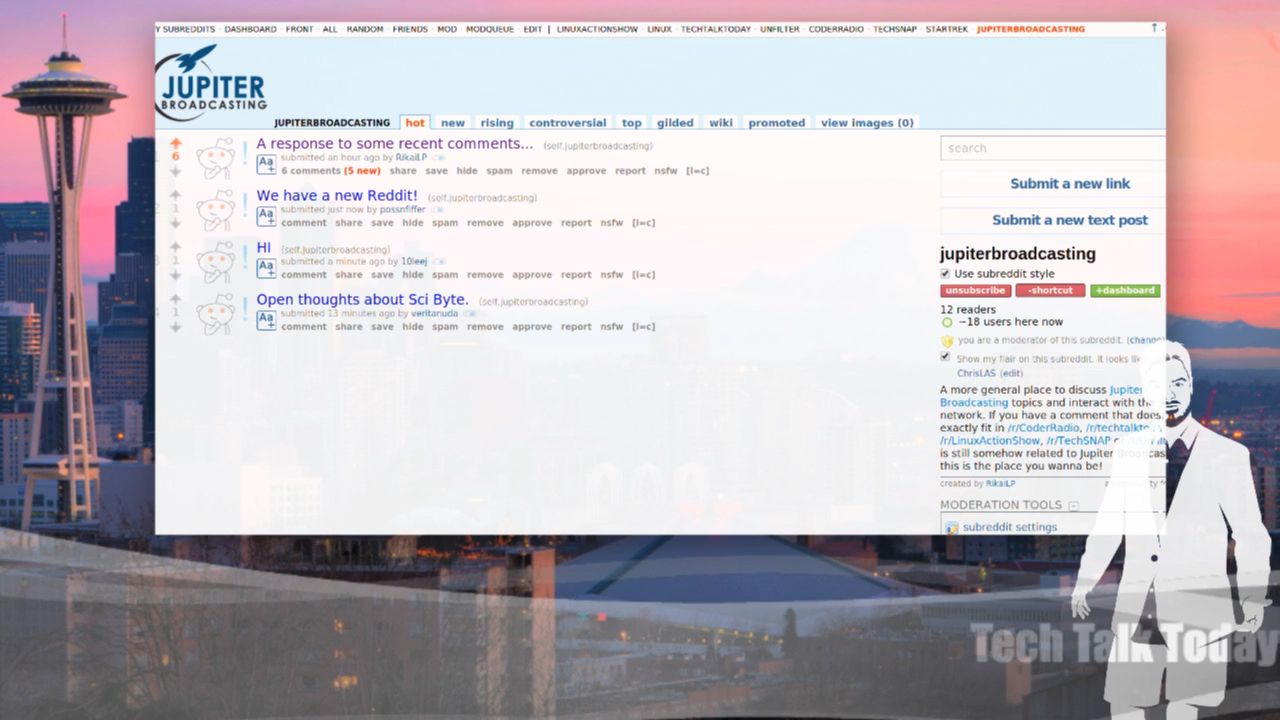 Y SUBREDDITS · DASHBOARD FRONT · ALL · RANDOM · FRIENDS · MOD · MODQUEUE · EDIT | LINUXACTIONSHOW · LINUX · TECHTALKTODAY · UNFILTER · CODERRADIO · TECHSNAP · STARTREK · JUPITERBROADCASTING
JUPITER
BROADCASTING
JUPITERBROADCASTING hot new rising controversial top gilded wiki promoted view images (0)
A response to some recent comments... (self.jupiterbroadcasting)
6
submitted an hour ago by RikaiLP
Aa+
6 comments (5 new) share save hide spam remove approve report nsfw [l=c]
We have a new Reddit! (self.jupiterbroadcasting)
1
submitted just now by possnfiffer
Aa+
comment share save hide spam remove approve report nsfw [l=c]
HI (self.jupiterbroadcasting)
1
submitted a minute ago by 10leej
Aa+
comment share save hide spam remove approve report nsfw [l=c]
Open thoughts about Sci Byte. (self.jupiterbroadcasting)
1
submitted 13 minutes ago by veritanuda
Aa+
comment share save hide spam remove approve report nsfw [l=c]
search
Submit a new link
Submit a new text post
jupiterbroadcasting
Use subreddit style
unsubscribe -shortcut +dashboard
12 readers
~18 users here now
you are a moderator of this subreddit. (change
Show my flair on this subreddit. It looks lik
ChrisLAS (edit)
A more general place to discuss Jupiter
Broadcasting topics and interact with the
network. If you have a comment that does
exactly fit in /r/CoderRadio, /r/techtalkto
/r/LinuxActionShow, /r/TechSNAP o
is still somehow related to Jupiter Broadcas
this is the place you wanna be!
created by RikaiLP
MODERATION TOOLS
subreddit settings
Tech Talk Today